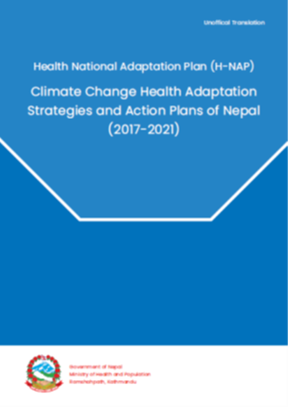 Unofficial Translation
Health National Adaptation Plan (H-NAP)
Climate Change Health Adaptation
Strategies and Action Plans of Nepal
(2017-2021)
Government of Nepal
Ministry of Health and Population
Ramshahpath, Kathmandu